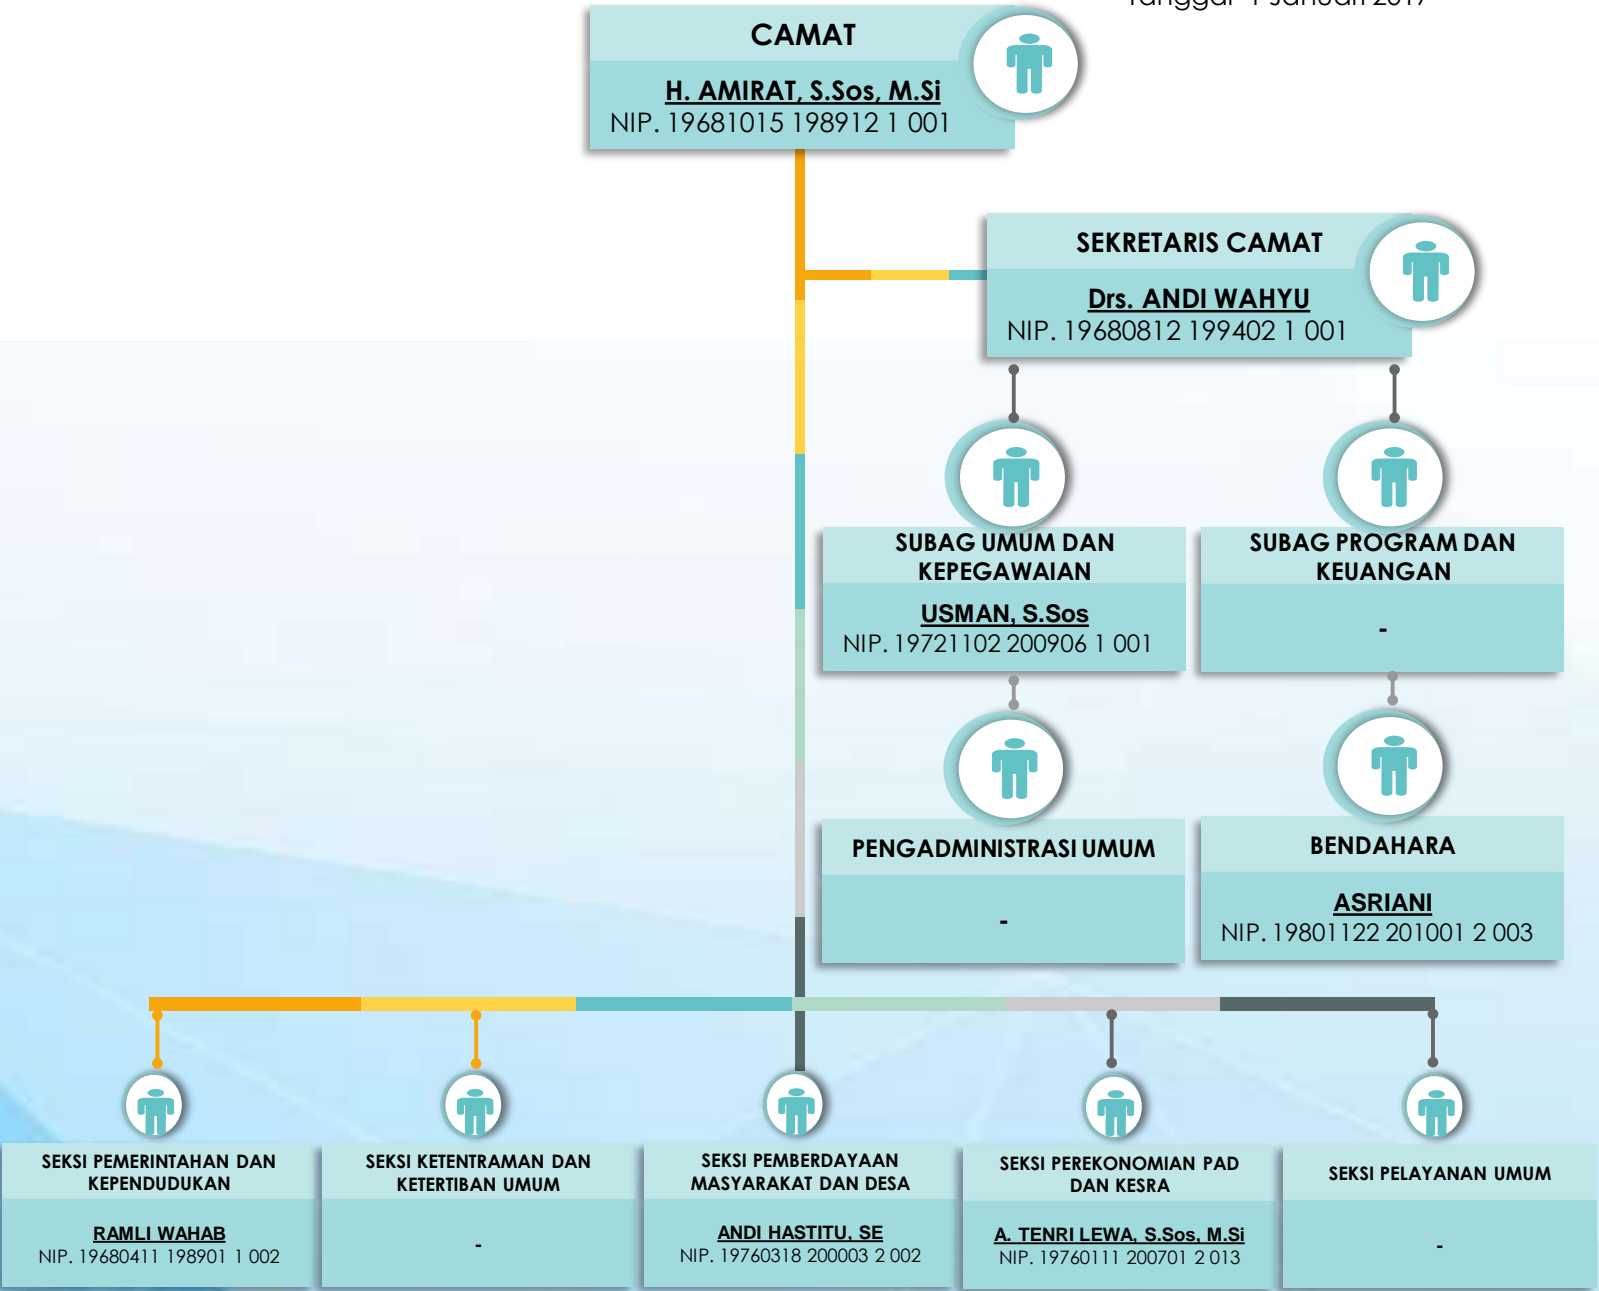 Tanggal 1 Januari 2017
CAMAT
H. AMIRAT, S.Sos, M.Si
NIP. 19681015 198912 1 001
SEKRETARIS CAMAT
Drs. ANDI WAHYU
NIP. 19680812 199402 1 001
SUBAG UMUM DAN
KEPEGAWAIAN
USMAN, S.Sos
NIP. 19721102 200906 1 001
SUBAG PROGRAM DAN
KEUANGAN
-
PENGADMINISTRASI UMUM
-
BENDAHARA
ASRIANI
NIP. 19801122 201001 2 003
SEKSI PEMERINTAHAN DAN
KEPENDUDUKAN
RAMLI WAHAB
NIP. 19680411 198901 1 002
SEKSI KETENTRAMAN DAN
KETERTIBAN UMUM
-
SEKSI PEMBERDAYAAN
MASYARAKAT DAN DESA
ANDI HASTITU, SE
NIP. 19760318 200003 2 002
SEKSI PEREKONOMIAN PAD
DAN KESRA
A. TENRI LEWA, S.Sos, M.Si
NIP. 19760111 200701 2 013
SEKSI PELAYANAN UMUM
-